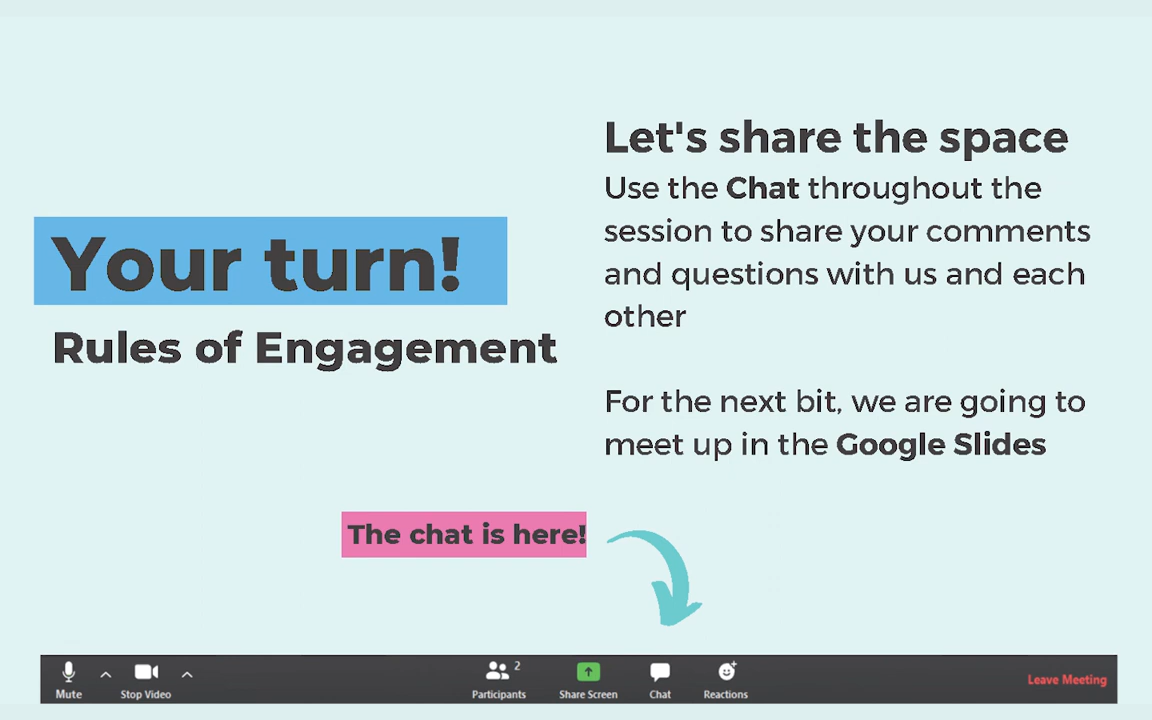 Your turn!
Rules of Engagement
Let's share the space
Use the Chat throughout the
session to share your comments
and questions with us and each
other
For the next bit, we are going to
meet up in the Google Slides
The chat is here!
Mute
Stop Video
2
Participants
Share Screen
Chat
Reactions
Leave Meeting